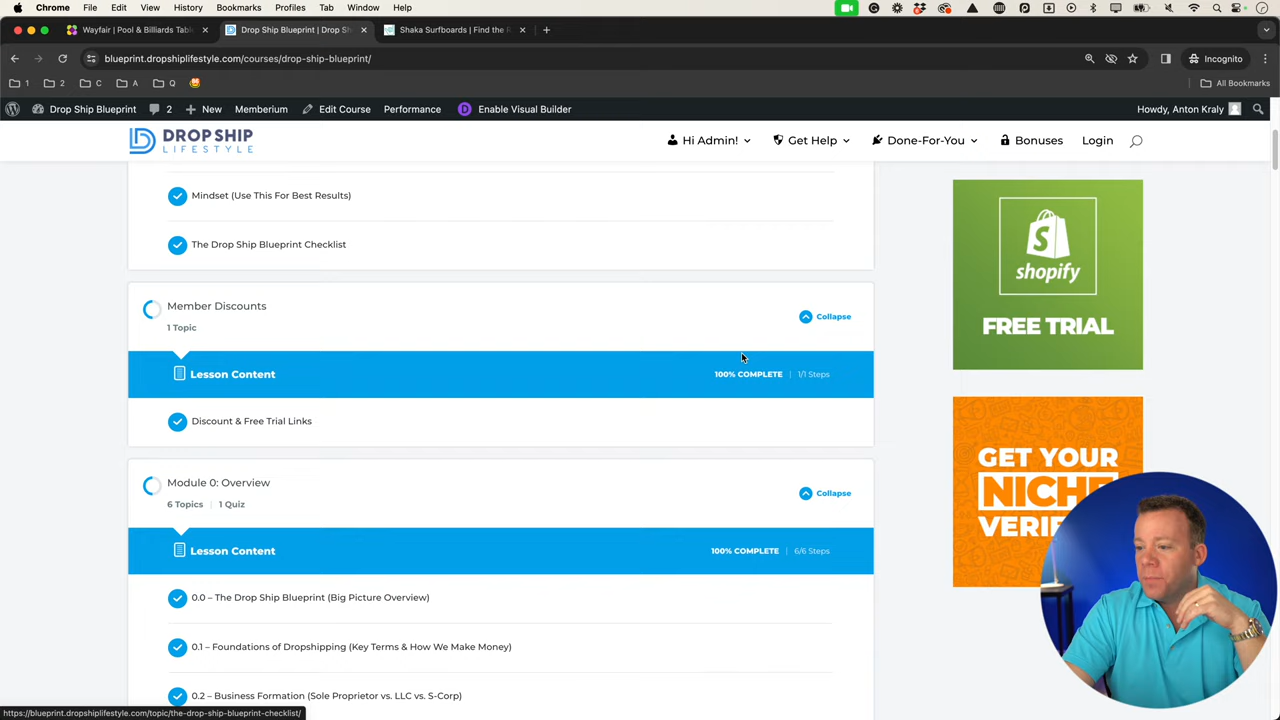 Chrome File Edit View History Bookmarks Profiles Tab Window Help
Wayfair | Pool & Billiards Tabl
Drop Ship Blueprint | Drop Sh
Shaka Surfboards | Find the
blueprint.dropshiplifestyle.com/courses/drop-ship-blueprint/
Incognito
1 2 C A Q
All Bookmarks
Drop Ship Blueprint 2 New Memberium Edit Course Performance D Enable Visual Builder
Howdy, Anton Kraly
DROP SHIP
LIFESTYLE
Hi Admin! Get Help Done-For-You Bonuses Login
Mindset (Use This For Best Results)
The Drop Ship Blueprint Checklist
Member Discounts
1 Topic
Collapse
Lesson Content
100% COMPLETE | 1/1 Steps
Discount & Free Trial Links
Module 0: Overview
6 Topics | 1 Quiz
Collapse
Lesson Content
100% COMPLETE | 6/6 Steps
0.0 – The Drop Ship Blueprint (Big Picture Overview)
0.1 – Foundations of Dropshipping (Key Terms & How We Make Money)
0.2 – Business Formation (Sole Proprietor vs. LLC vs. S-Corp)
S
shopify
FREE TRIAL
GET YOUR
NICHE
VERIF
https://blueprint.dropshiplifestyle.com/topic/the-drop-ship-blueprint-checklist/